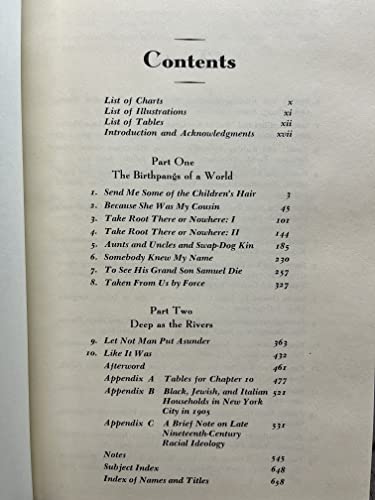 Contents
List of Charts x
List of Illustrations xi
List of Tables xii
Introduction and Acknowledgments xvii
Part One
The Birthpangs of a World
1. Send Me Some of the Children's Hair 3
2. Because She Was My Cousin 45
3. Take Root There or Nowhere: I 101
4. Take Root There or Nowhere: II 144
5. Aunts and Uncles and Swap-Dog Kin 185
6. Somebody Knew My Name 230
7. To See His Grand Son Samuel Die 257
8. Taken From Us by Force 327
Part Two
Deep as the Rivers
9. Let Not Man Put Asunder 363
10. Like It Was 432
Afterword 461
Appendix A Tables for Chapter 10 477
Appendix B Black, Jewish, and Italian 521
Households in New York
City in 1905
Appendix C A Brief Note on Late 531
Nineteenth-Century
Racial Ideology
Notes 545
Subject Index 648
Index of Names and Titles 658